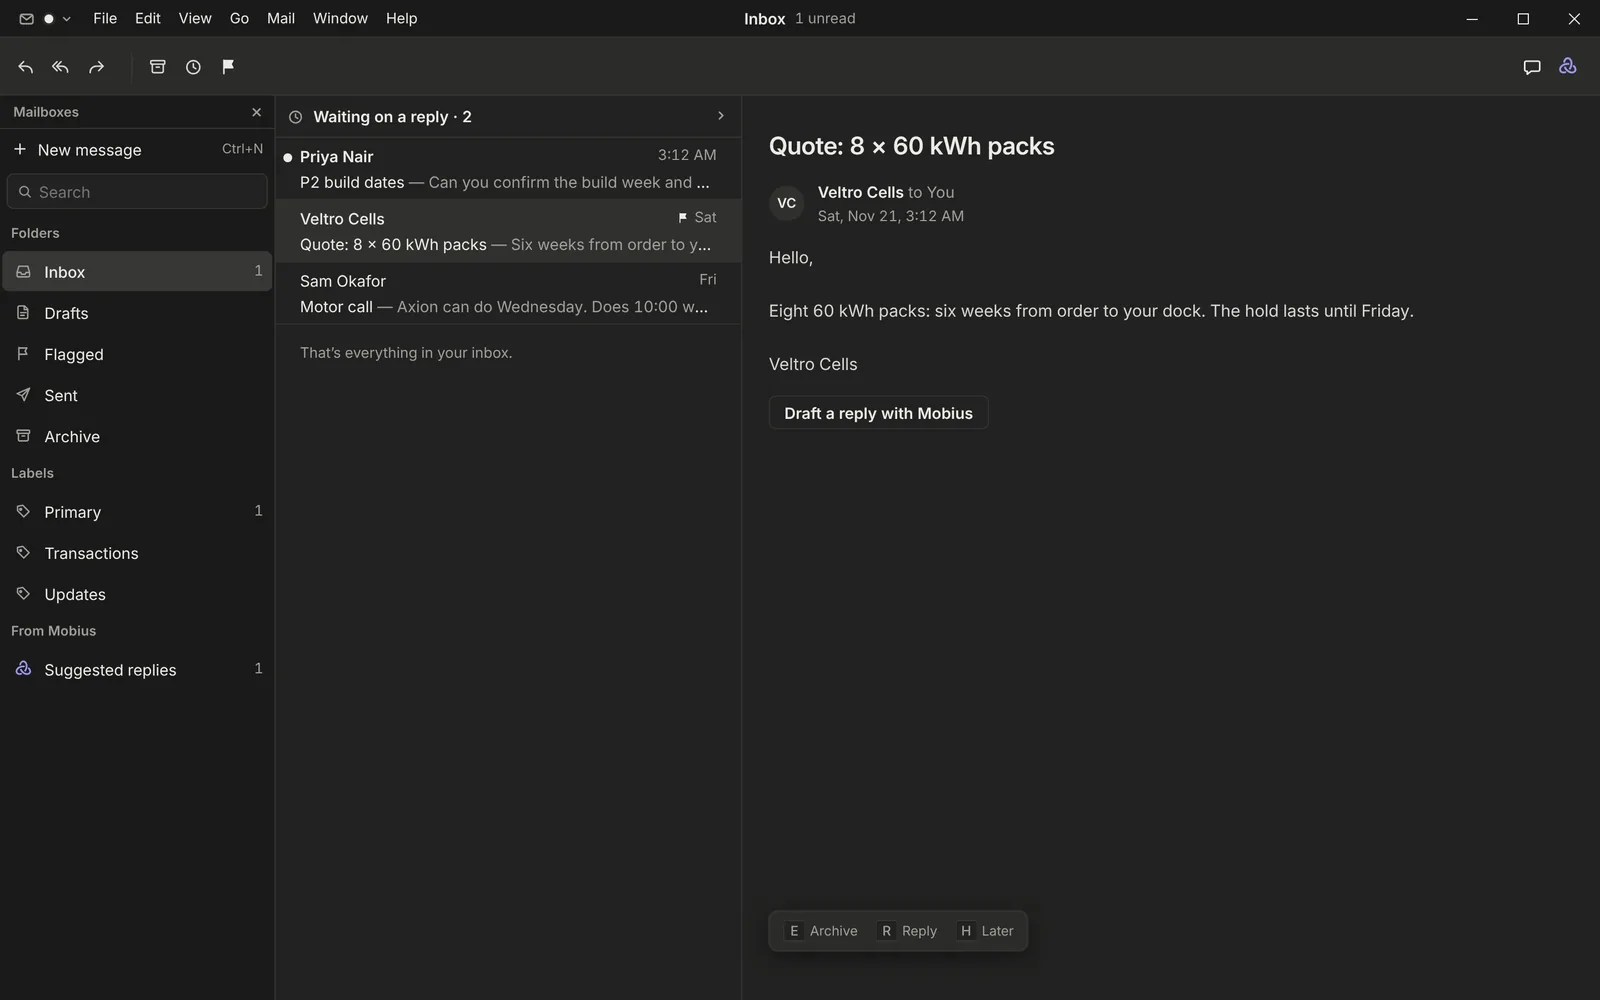 File Edit View Go Mail Window Help
Inbox 1 unread
Mailboxes
New message Ctrl+N
Search
Folders
Inbox 1
Drafts
Flagged
Sent
Archive
Labels
Primary 1
Transactions
Updates
From Mobius
Suggested replies 1
Waiting on a reply · 2
Priya Nair 3:12 AM
P2 build dates — Can you confirm the build week and ...
Veltro Cells Sat
Quote: 8 × 60 kWh packs — Six weeks from order to y...
Sam Okafor Fri
Motor call — Axion can do Wednesday. Does 10:00 w...
That’s everything in your inbox.
Quote: 8 × 60 kWh packs
VC
Veltro Cells to You
Sat, Nov 21, 3:12 AM
Hello,
Eight 60 kWh packs: six weeks from order to your dock. The hold lasts until Friday.
Veltro Cells
Draft a reply with Mobius
E Archive R Reply H Later